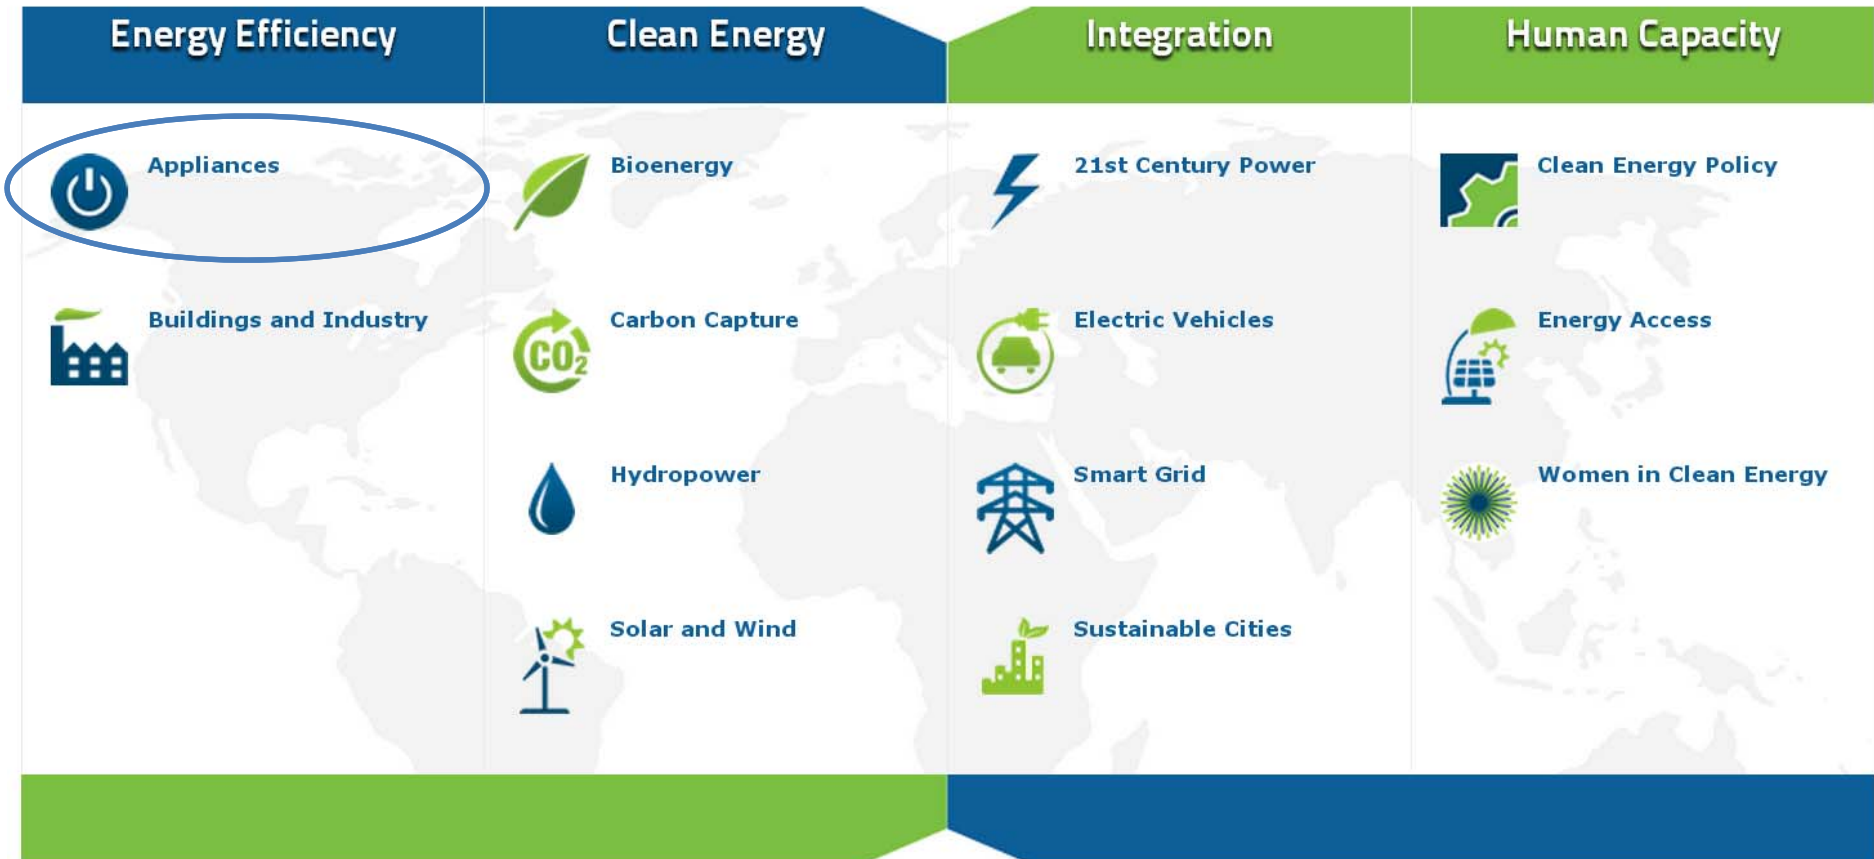 Energy Efficiency
Clean Energy
Integration
Human Capacity
Appliances
Buildings and Industry
Bioenergy
Carbon Capture
CO2
Hydropower
Solar and Wind
21st Century Power
Electric Vehicles
Smart Grid
Sustainable Cities
Clean Energy Policy
Energy Access
Women in Clean Energy